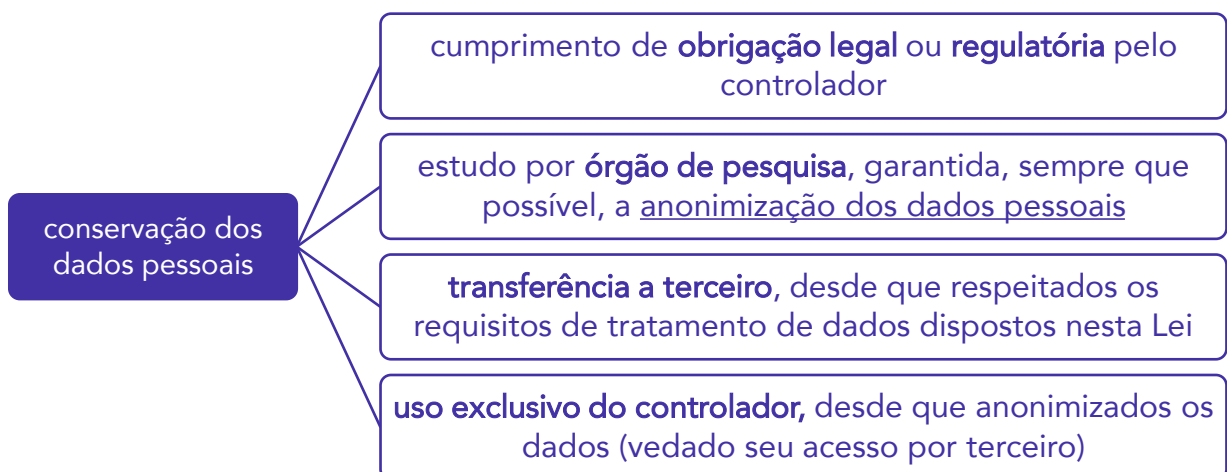 cumprimento de obrigação legal ou regulatória pelo
controlador
estudo por órgão de pesquisa, garantida, sempre que
possível, a anonimização dos dados pessoais
conservação dos
dados pessoais
transferência a terceiro, desde que respeitados os
requisitos de tratamento de dados dispostos nesta Lei
uso exclusivo do controlador, desde que anonimizados os
dados (vedado seu acesso por terceiro)